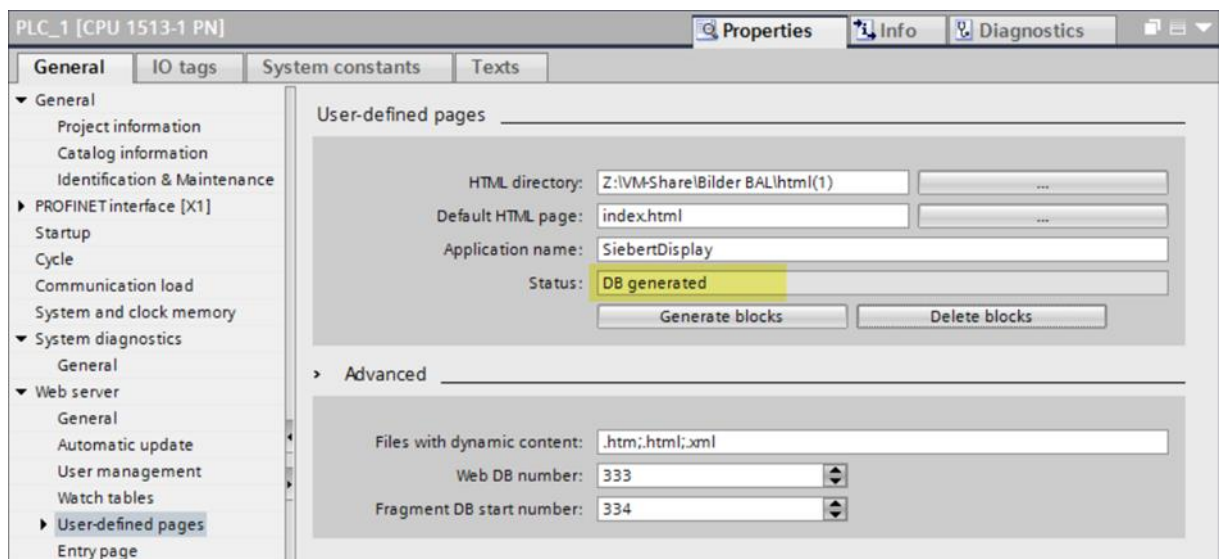 PLC_1 [CPU 1513-1 PN]
Properties
Info
Diagnostics
General
IO tags
System constants
Texts
General
Project information
Catalog information
Identification & Maintenance
PROFINET interface [X1]
Startup
Cycle
Communication load
System and clock memory
System diagnostics
General
Web server
General
Automatic update
User management
Watch tables
User-defined pages
Entry page
User-defined pages
HTML directory: Z:\VM-Share\Bilder BAL\html(1) ...
Default HTML page: index.html ...
Application name: SiebertDisplay
Status: DB generated
Generate blocks Delete blocks
Advanced
Files with dynamic content: .htm;.html;.xml
Web DB number: 333
Fragment DB start number: 334